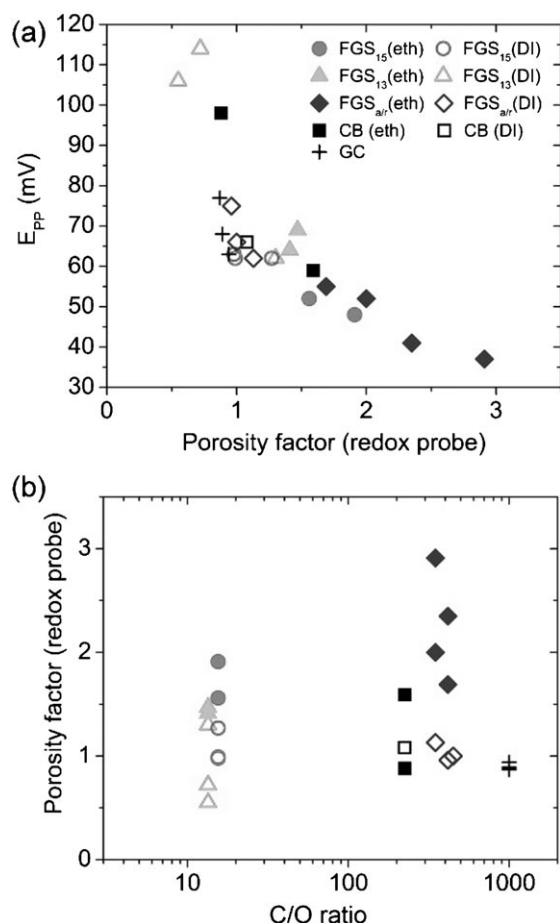 (a)
120
110
100
90
80
70
60
50
40
30
E_PP (mV)
FGS₁₅(eth) FGS₁₅(DI)
FGS₁₃(eth) FGS₁₃(DI)
FGSₐ/ᵣ(eth) FGSₐ/ᵣ(DI)
CB (eth) CB (DI)
GC
0 1 2 3
Porosity factor (redox probe)
(b)
Porosity factor (redox probe)
3
2
1
0
10 100 1000
C/O ratio